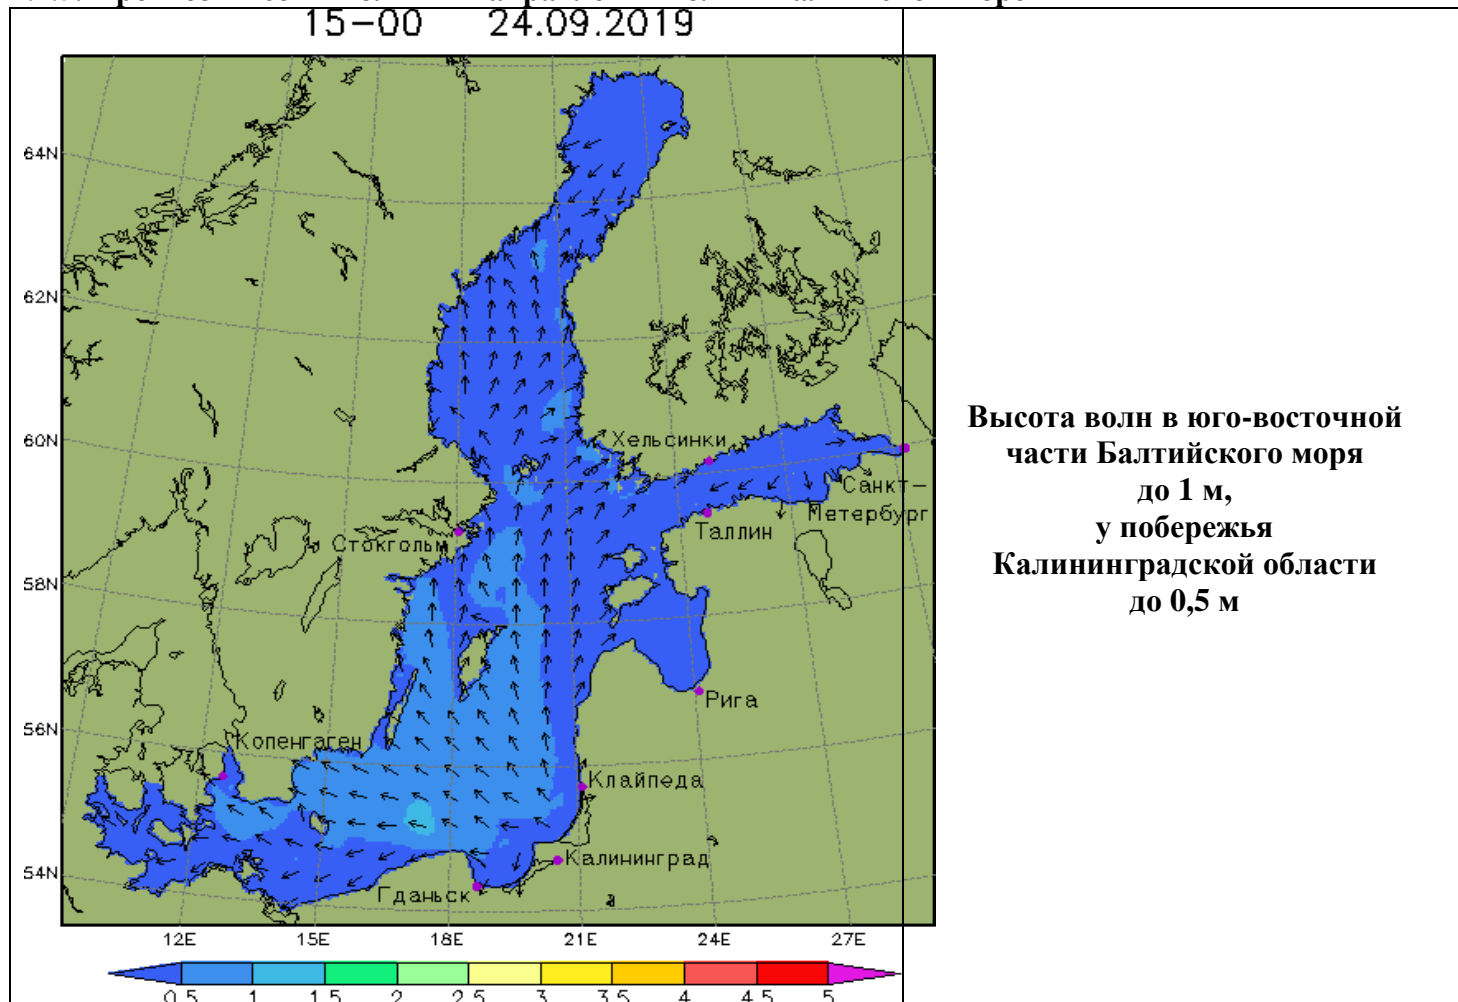 15-00 24.09.2019
64N
62N
60N
58N
56N
54N
Хельсинки
Санкт-
Петербург
Таллин
Стокгольм
Рига
Копенгаген
Клайпеда
Калининград
Гданьск
12E 15E 18E 21E 24E 27E
0.5 1 1.5 2 2.5 3 3.5 4 4.5 5
Высота волн в юго-восточной
части Балтийского моря
до 1 м,
у побережья
Калининградской области
до 0,5 м